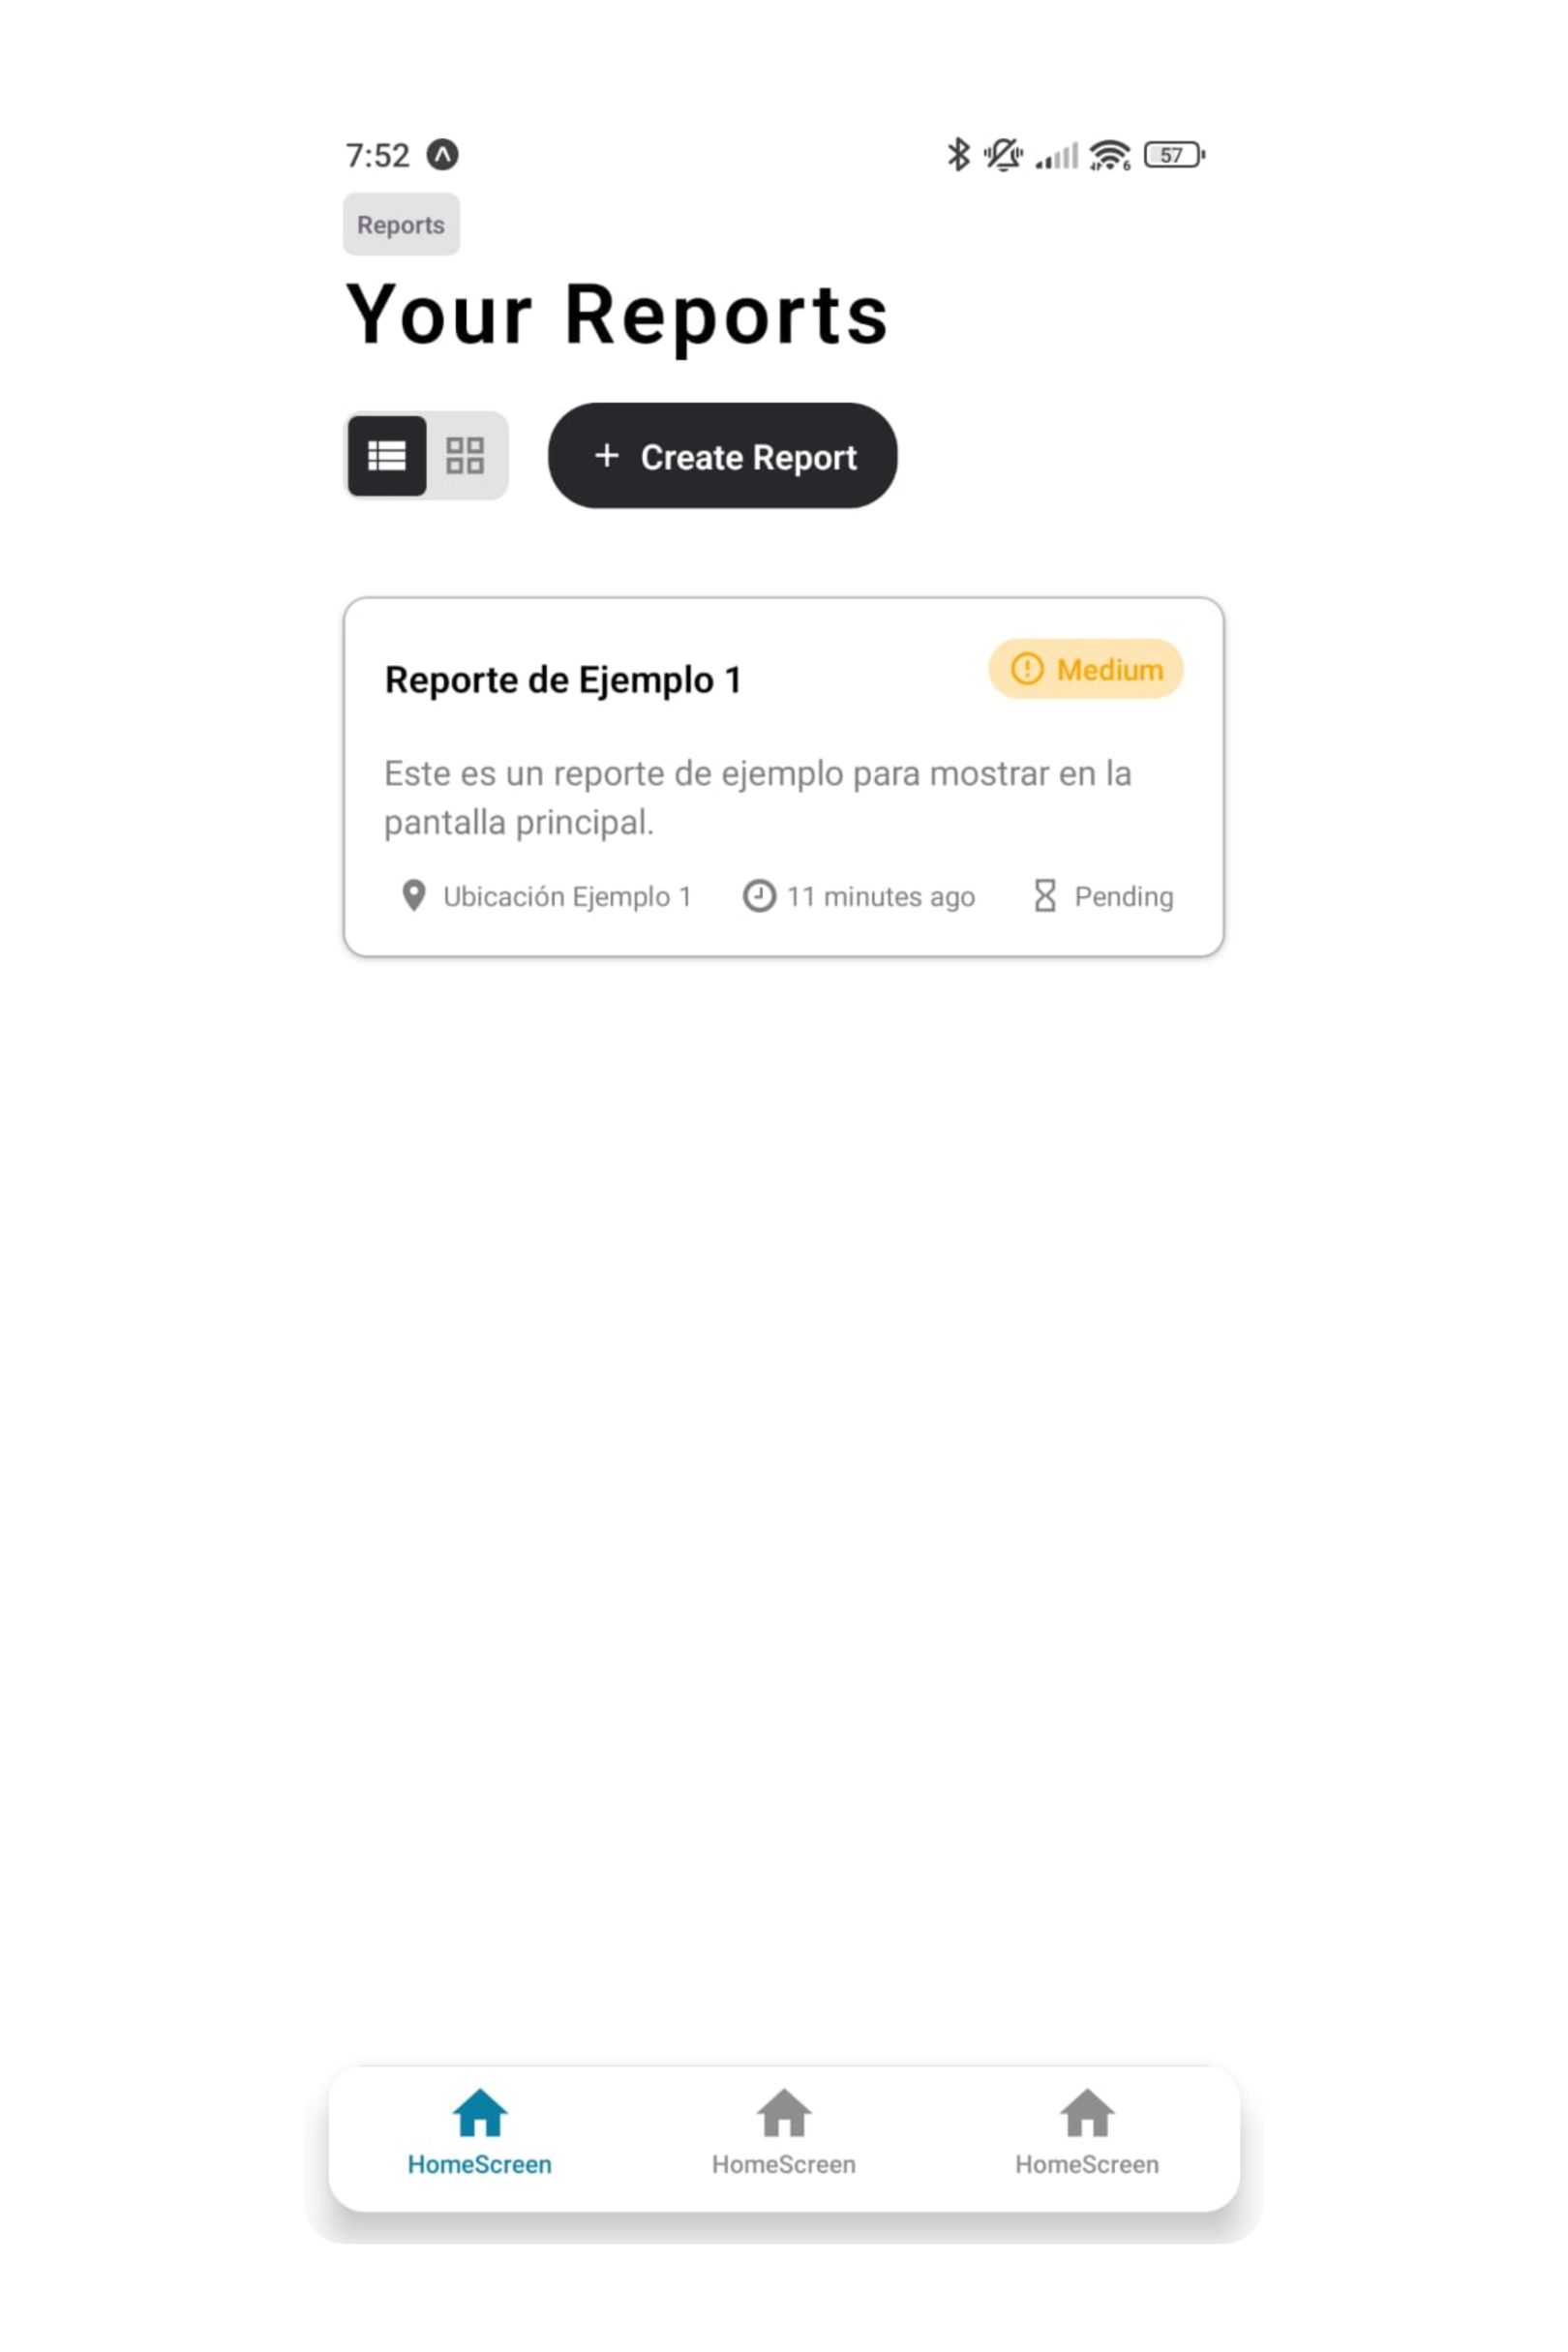 7:52
6
57
Reports
Your Reports
+ Create Report
Reporte de Ejemplo 1
Medium
Este es un reporte de ejemplo para mostrar en la
pantalla principal.
Ubicación Ejemplo 1
11 minutes ago
Pending
HomeScreen
HomeScreen
HomeScreen